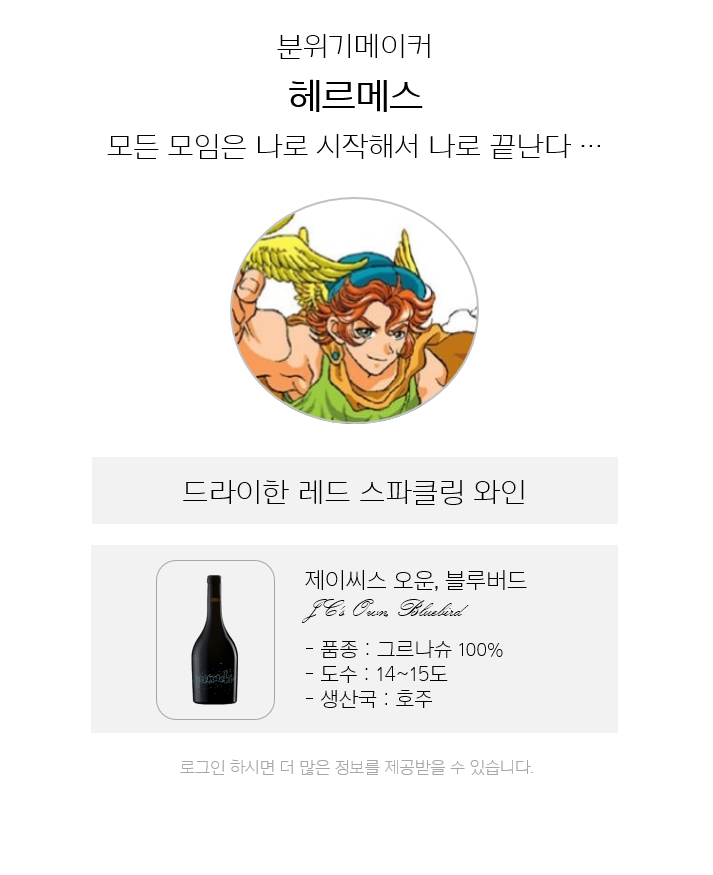 분위기메이커
헤르메스
모든 모임은 나로 시작해서 나로 끝난다 …
드라이한 레드 스파클링 와인
제이씨스 오운, 블루버드
JC's Own, Bluebird
- 품종 : 그르나슈 100%
- 도수 : 14~15도
- 생산국 : 호주
로그인 하시면 더 많은 정보를 제공받을 수 있습니다.